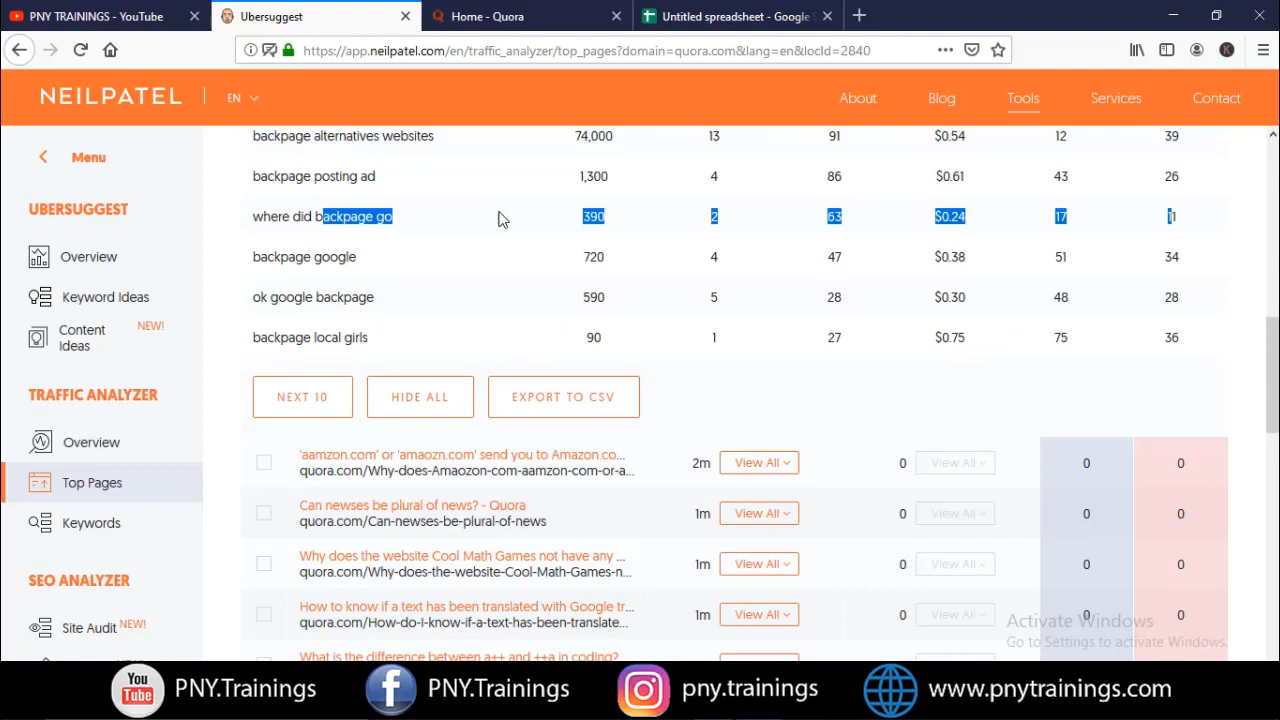 PNY TRAININGS - YouTube
Ubersuggest
Home - Quora
Untitled spreadsheet - Google S
https://app.neilpatel.com/en/traffic_analyzer/top_pages?domain=quora.com&lang=en&locId=2840
K
NEILPATEL
EN
About
Blog
Tools
Services
Contact
Menu
UBERSUGGEST
Overview
Keyword Ideas
Content Ideas NEW!
TRAFFIC ANALYZER
Overview
Top Pages
Keywords
SEO ANALYZER
Site Audit NEW!
backpage alternatives websites 74,000 13 91 $0.54 12 39
backpage posting ad 1,300 4 86 $0.61 43 26
where did backpage go 390 2 63 $0.24 17 11
backpage google 720 4 47 $0.38 51 34
ok google backpage 590 5 28 $0.30 48 28
backpage local girls 90 1 27 $0.75 75 36
NEXT 10
HIDE ALL
EXPORT TO CSV
'aamzon.com' or 'amaozn.com' send you to Amazon.co...
quora.com/Why-does-Amaozon-com-aamzon-com-or-a...
2m View All 0 View All 0 0
Can newses be plural of news? - Quora
quora.com/Can-newses-be-plural-of-news
1m View All 0 View All 0 0
Why does the website Cool Math Games not have any ...
quora.com/Why-does-the-website-Cool-Math-Games-n...
1m View All 0 View All 0 0
How to know if a text has been translated with Google tr...
quora.com/How-do-I-know-if-a-text-has-been-translate...
1m View All 0 View All 0 0
What is the difference between a++ and ++a in coding?
Activate Windows
Go to Settings to activate Windows.
You Tube
PNY.Trainings
PNY.Trainings
pny.trainings
www.pnytrainings.com